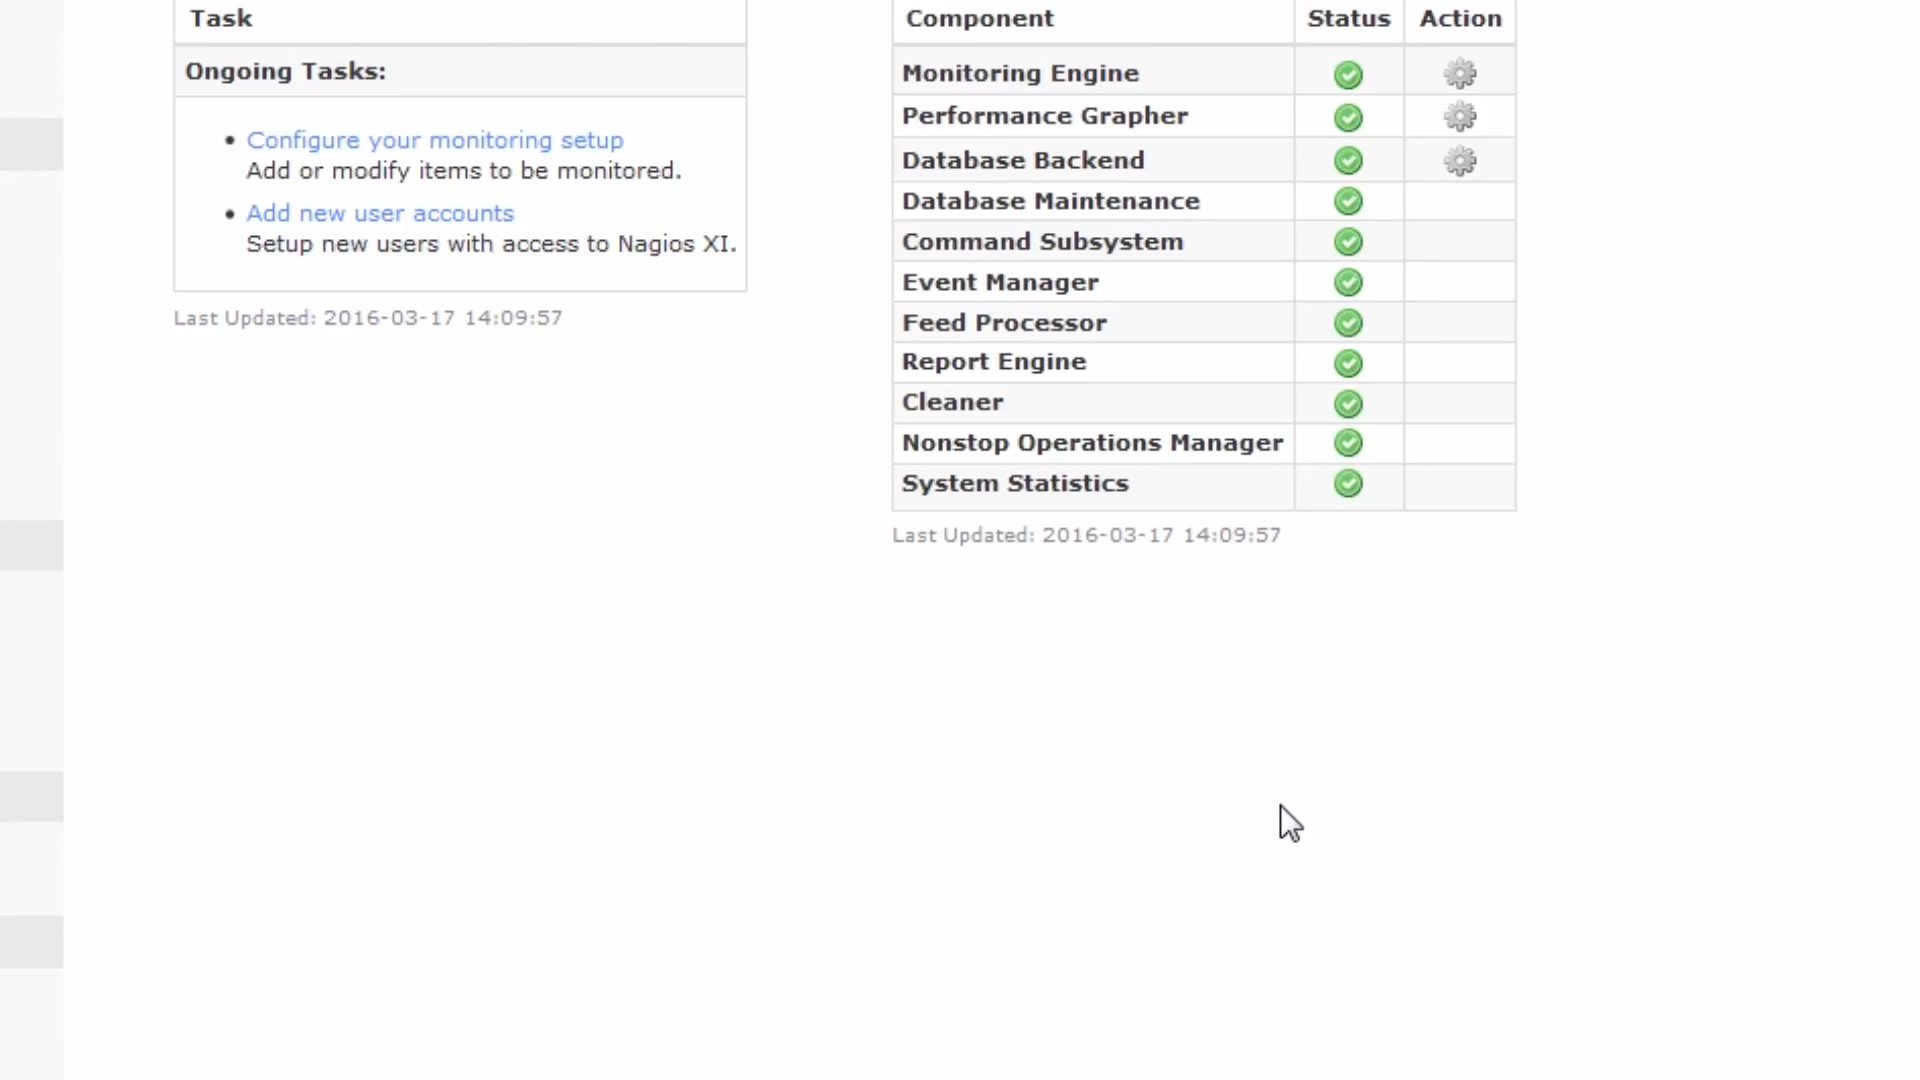 Task
Ongoing Tasks:
Configure your monitoring setup
Add or modify items to be monitored.
Add new user accounts
Setup new users with access to Nagios XI.
Last Updated: 2016-03-17 14:09:57
Component Status Action
Monitoring Engine
Performance Grapher
Database Backend
Database Maintenance
Command Subsystem
Event Manager
Feed Processor
Report Engine
Cleaner
Nonstop Operations Manager
System Statistics
Last Updated: 2016-03-17 14:09:57